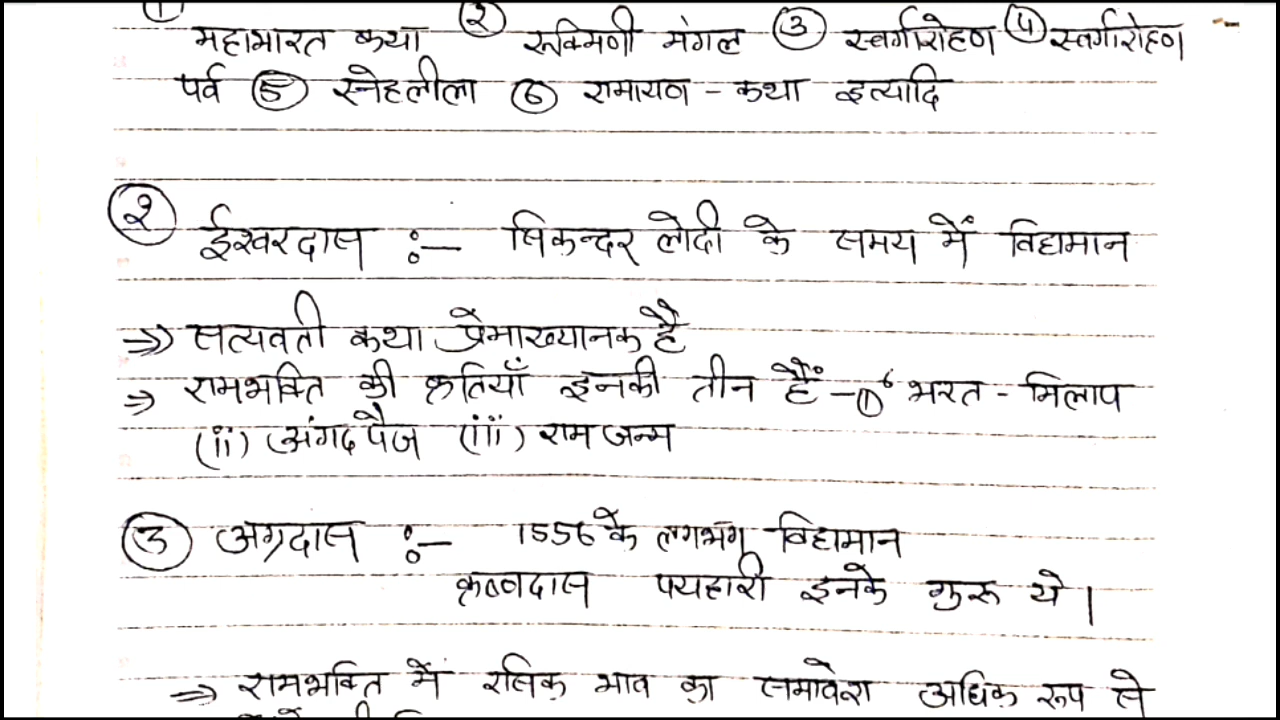 ① महाभारत कथा ② रूक्मिणी मंगल ③ स्वर्गारोहण ④ स्वर्गारोहण
पर्व ⑤ स्नेहलीला ⑥ रामायण - कथा इत्यादि
② ईश्वरदास :— सिकन्दर लोदी के समय में विद्यमान
⇒ सत्यवती कथा प्रेमाख्यानक है
⇒ रामभक्ति की कृतियाँ इनकी तीन हैं - ① भरत - मिलाप
(ii) अंगद पैज (iii) राम जन्म
③ अग्रदास :— 1556 के लगभग विद्यमान
कृष्णदास पयहारी इनके गुरू थे।
⇒ रामभक्ति में रसिक भाव का समावेश अधिक रूप से